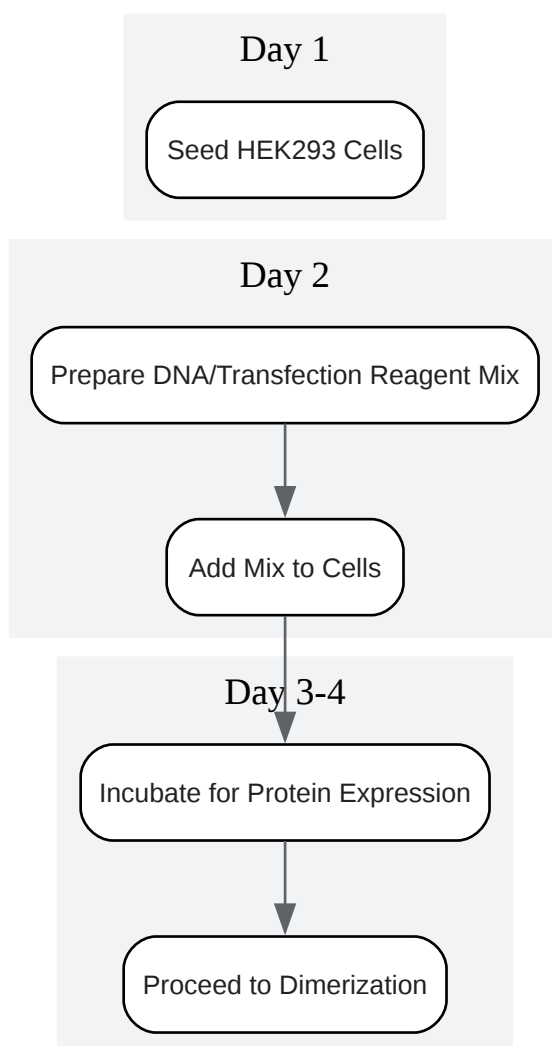 Day 1
Seed HEK293 Cells
Day 2
Prepare DNA/Transfection Reagent Mix
Add Mix to Cells
Day 3-4
Incubate for Protein Expression
Proceed to Dimerization